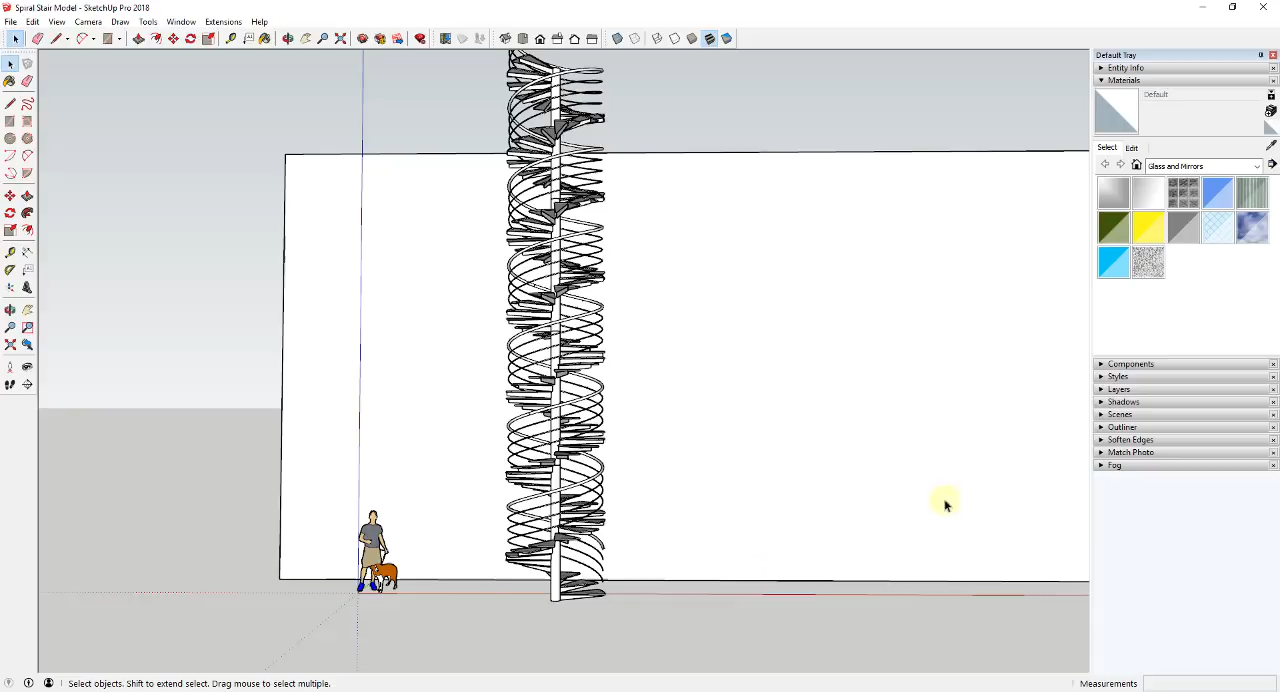 Spiral Stair Model - SketchUp Pro 2018
File Edit View Camera Draw Tools Window Extensions Help
Default Tray
Entity Info
Materials
Default
Select Edit
Glass and Mirrors
Components
Styles
Layers
Shadows
Scenes
Outliner
Soften Edges
Match Photo
Fog
Select objects. Shift to extend select. Drag mouse to select multiple.
Measurements